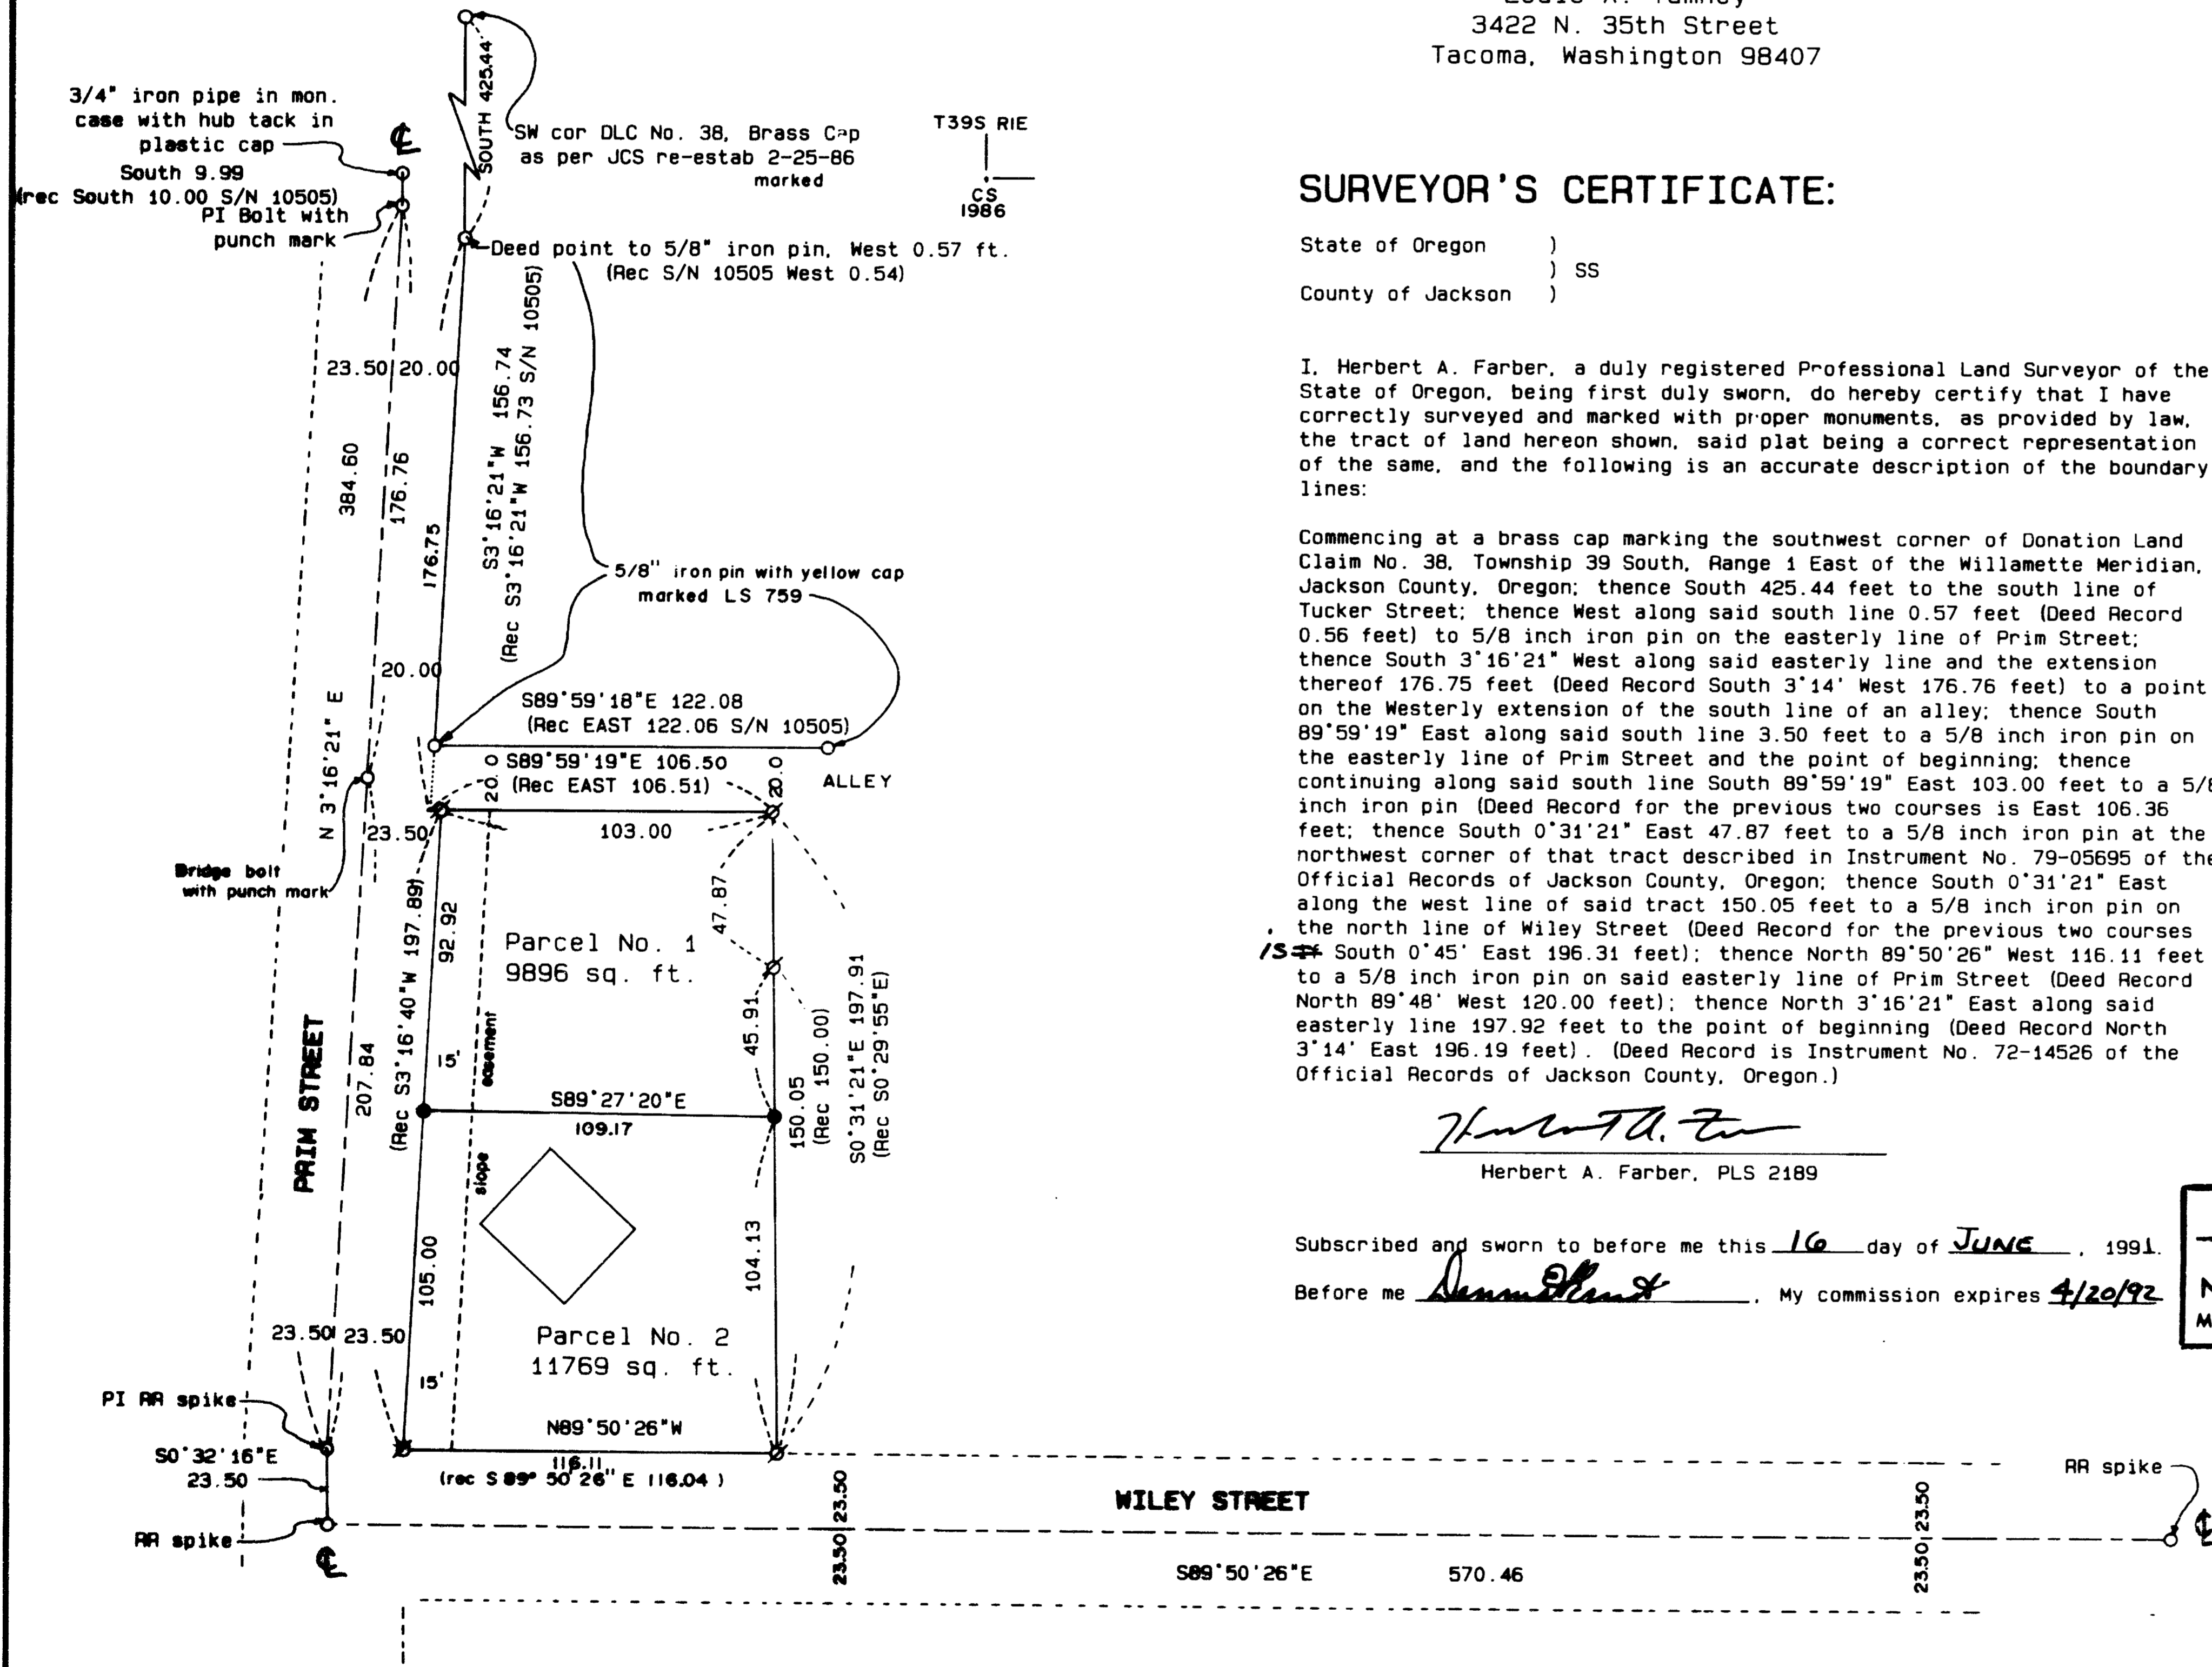 3422 N. 35th Street
Tacoma, Washington 98407
3/4" iron pipe in mon.
case with hub tack in
plastic cap
South 9.99
(rec South 10.00 S/N 10505)
PI Bolt with
punch mark
SOUTH 425.44
SW cor DLC No. 38, Brass Cap
as per JCS re-estab 2-25-86
marked
T39S RIE
CS
1986
Deed point to 5/8" iron pin, West 0.57 ft.
(Rec S/N 10505 West 0.54)
23.50 20.00
384.60
176.76
176.75
S3°16'21"W 156.74
(Rec S3°16'21"W 156.73 S/N 10505)
5/8" iron pin with yellow cap
marked LS 759
20.00
N 3°16'21" E
S89°59'18"E 122.08
(Rec EAST 122.06 S/N 10505)
S89°59'19"E 106.50
(Rec EAST 106.51)
20.0
20.0
ALLEY
23.50
103.00
Bridge bolt
with punch mark
(Rec S3°16'40"W 197.89)
92.92
47.87
Parcel No. 1
9896 sq. ft.
45.91
150.05
(Rec 150.00)
S0°31'21"E 197.91
(Rec S0°29'55"E)
PRIM STREET
207.84
15'
easement
S89°27'20"E
109.17
slope
105.00
104.13
23.50 23.50
Parcel No. 2
11769 sq. ft.
15'
PI RR spike
S0°32'16"E
23.50
N89°50'26"W
116.11
(rec S 89° 50' 26" E 116.04 )
RR spike
23.50 23.50
WILEY STREET
S89°50'26"E 570.46
23.50 23.50
RR spike
SURVEYOR'S CERTIFICATE:
State of Oregon )
) SS
County of Jackson )
I, Herbert A. Farber, a duly registered Professional Land Surveyor of the
State of Oregon, being first duly sworn, do hereby certify that I have
correctly surveyed and marked with proper monuments, as provided by law,
the tract of land hereon shown, said plat being a correct representation
of the same, and the following is an accurate description of the boundary
lines:
Commencing at a brass cap marking the southwest corner of Donation Land
Claim No. 38, Township 39 South, Range 1 East of the Willamette Meridian,
Jackson County, Oregon; thence South 425.44 feet to the south line of
Tucker Street; thence West along said south line 0.57 feet (Deed Record
0.56 feet) to 5/8 inch iron pin on the easterly line of Prim Street;
thence South 3°16'21" West along said easterly line and the extension
thereof 176.75 feet (Deed Record South 3°14' West 176.76 feet) to a point
on the Westerly extension of the south line of an alley; thence South
89°59'19" East along said south line 3.50 feet to a 5/8 inch iron pin on
the easterly line of Prim Street and the point of beginning; thence
continuing along said south line South 89°59'19" East 103.00 feet to a 5/8
inch iron pin (Deed Record for the previous two courses is East 106.36
feet; thence South 0°31'21" East 47.87 feet to a 5/8 inch iron pin at the
northwest corner of that tract described in Instrument No. 79-05695 of the
Official Records of Jackson County, Oregon; thence South 0°31'21" East
along the west line of said tract 150.05 feet to a 5/8 inch iron pin on
the north line of Wiley Street (Deed Record for the previous two courses
IS South 0°45' East 196.31 feet); thence North 89°50'26" West 116.11 feet
to a 5/8 inch iron pin on said easterly line of Prim Street (Deed Record
North 89°48' West 120.00 feet); thence North 3°16'21" East along said
easterly line 197.92 feet to the point of beginning (Deed Record North
3°14' East 196.19 feet). (Deed Record is Instrument No. 72-14526 of the
Official Records of Jackson County, Oregon.)
Herbert A. Farber, PLS 2189
Subscribed and sworn to before me this 16 day of JUNE , 1991.
Before me . My commission expires 4/20/92